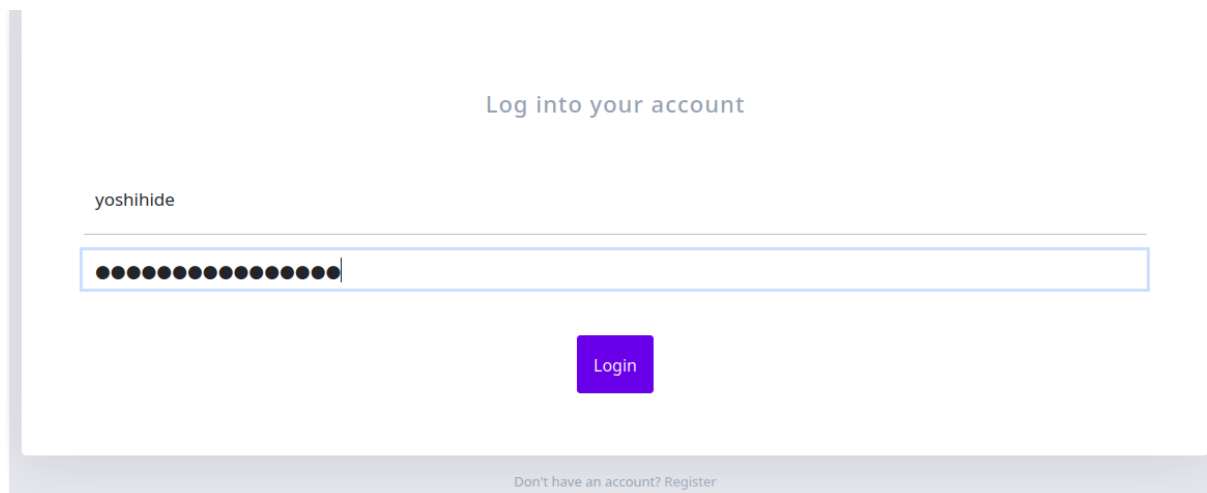 Log into your account
yoshihide
●●●●●●●●●●●●●●●●
Login
Don't have an account? Register